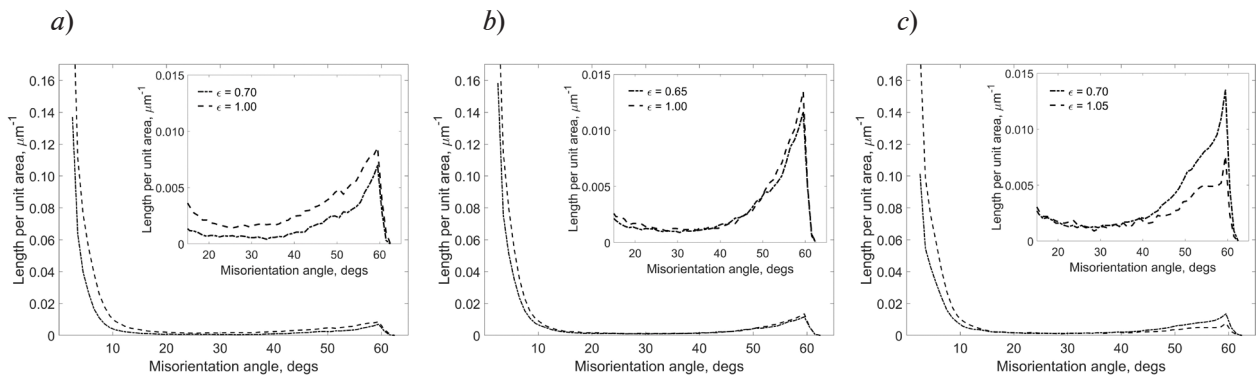 a)
b)
c)
0.16
0.14
0.12
0.10
0.08
0.06
0.04
0.02
0
Length per unit area, μm-1
10 20 30 40 50 60
Misorientation angle, degs
0.015
0.010
0.005
0
Length per unit area, μm-1
20 30 40 50 60
Misorientation angle, degs
ϵ = 0.70
ϵ = 1.00
0.16
0.14
0.12
0.10
0.08
0.06
0.04
0.02
0
Length per unit area, μm-1
10 20 30 40 50 60
Misorientation angle, degs
0.015
0.010
0.005
0
Length per unit area, μm-1
20 30 40 50 60
Misorientation angle, degs
ϵ = 0.65
ϵ = 1.00
0.16
0.14
0.12
0.10
0.08
0.06
0.04
0.02
0
Length per unit area, μm-1
10 20 30 40 50 60
Misorientation angle, degs
0.015
0.010
0.005
0
Length per unit area, μm-1
20 30 40 50 60
Misorientation angle, degs
ϵ = 0.70
ϵ = 1.05